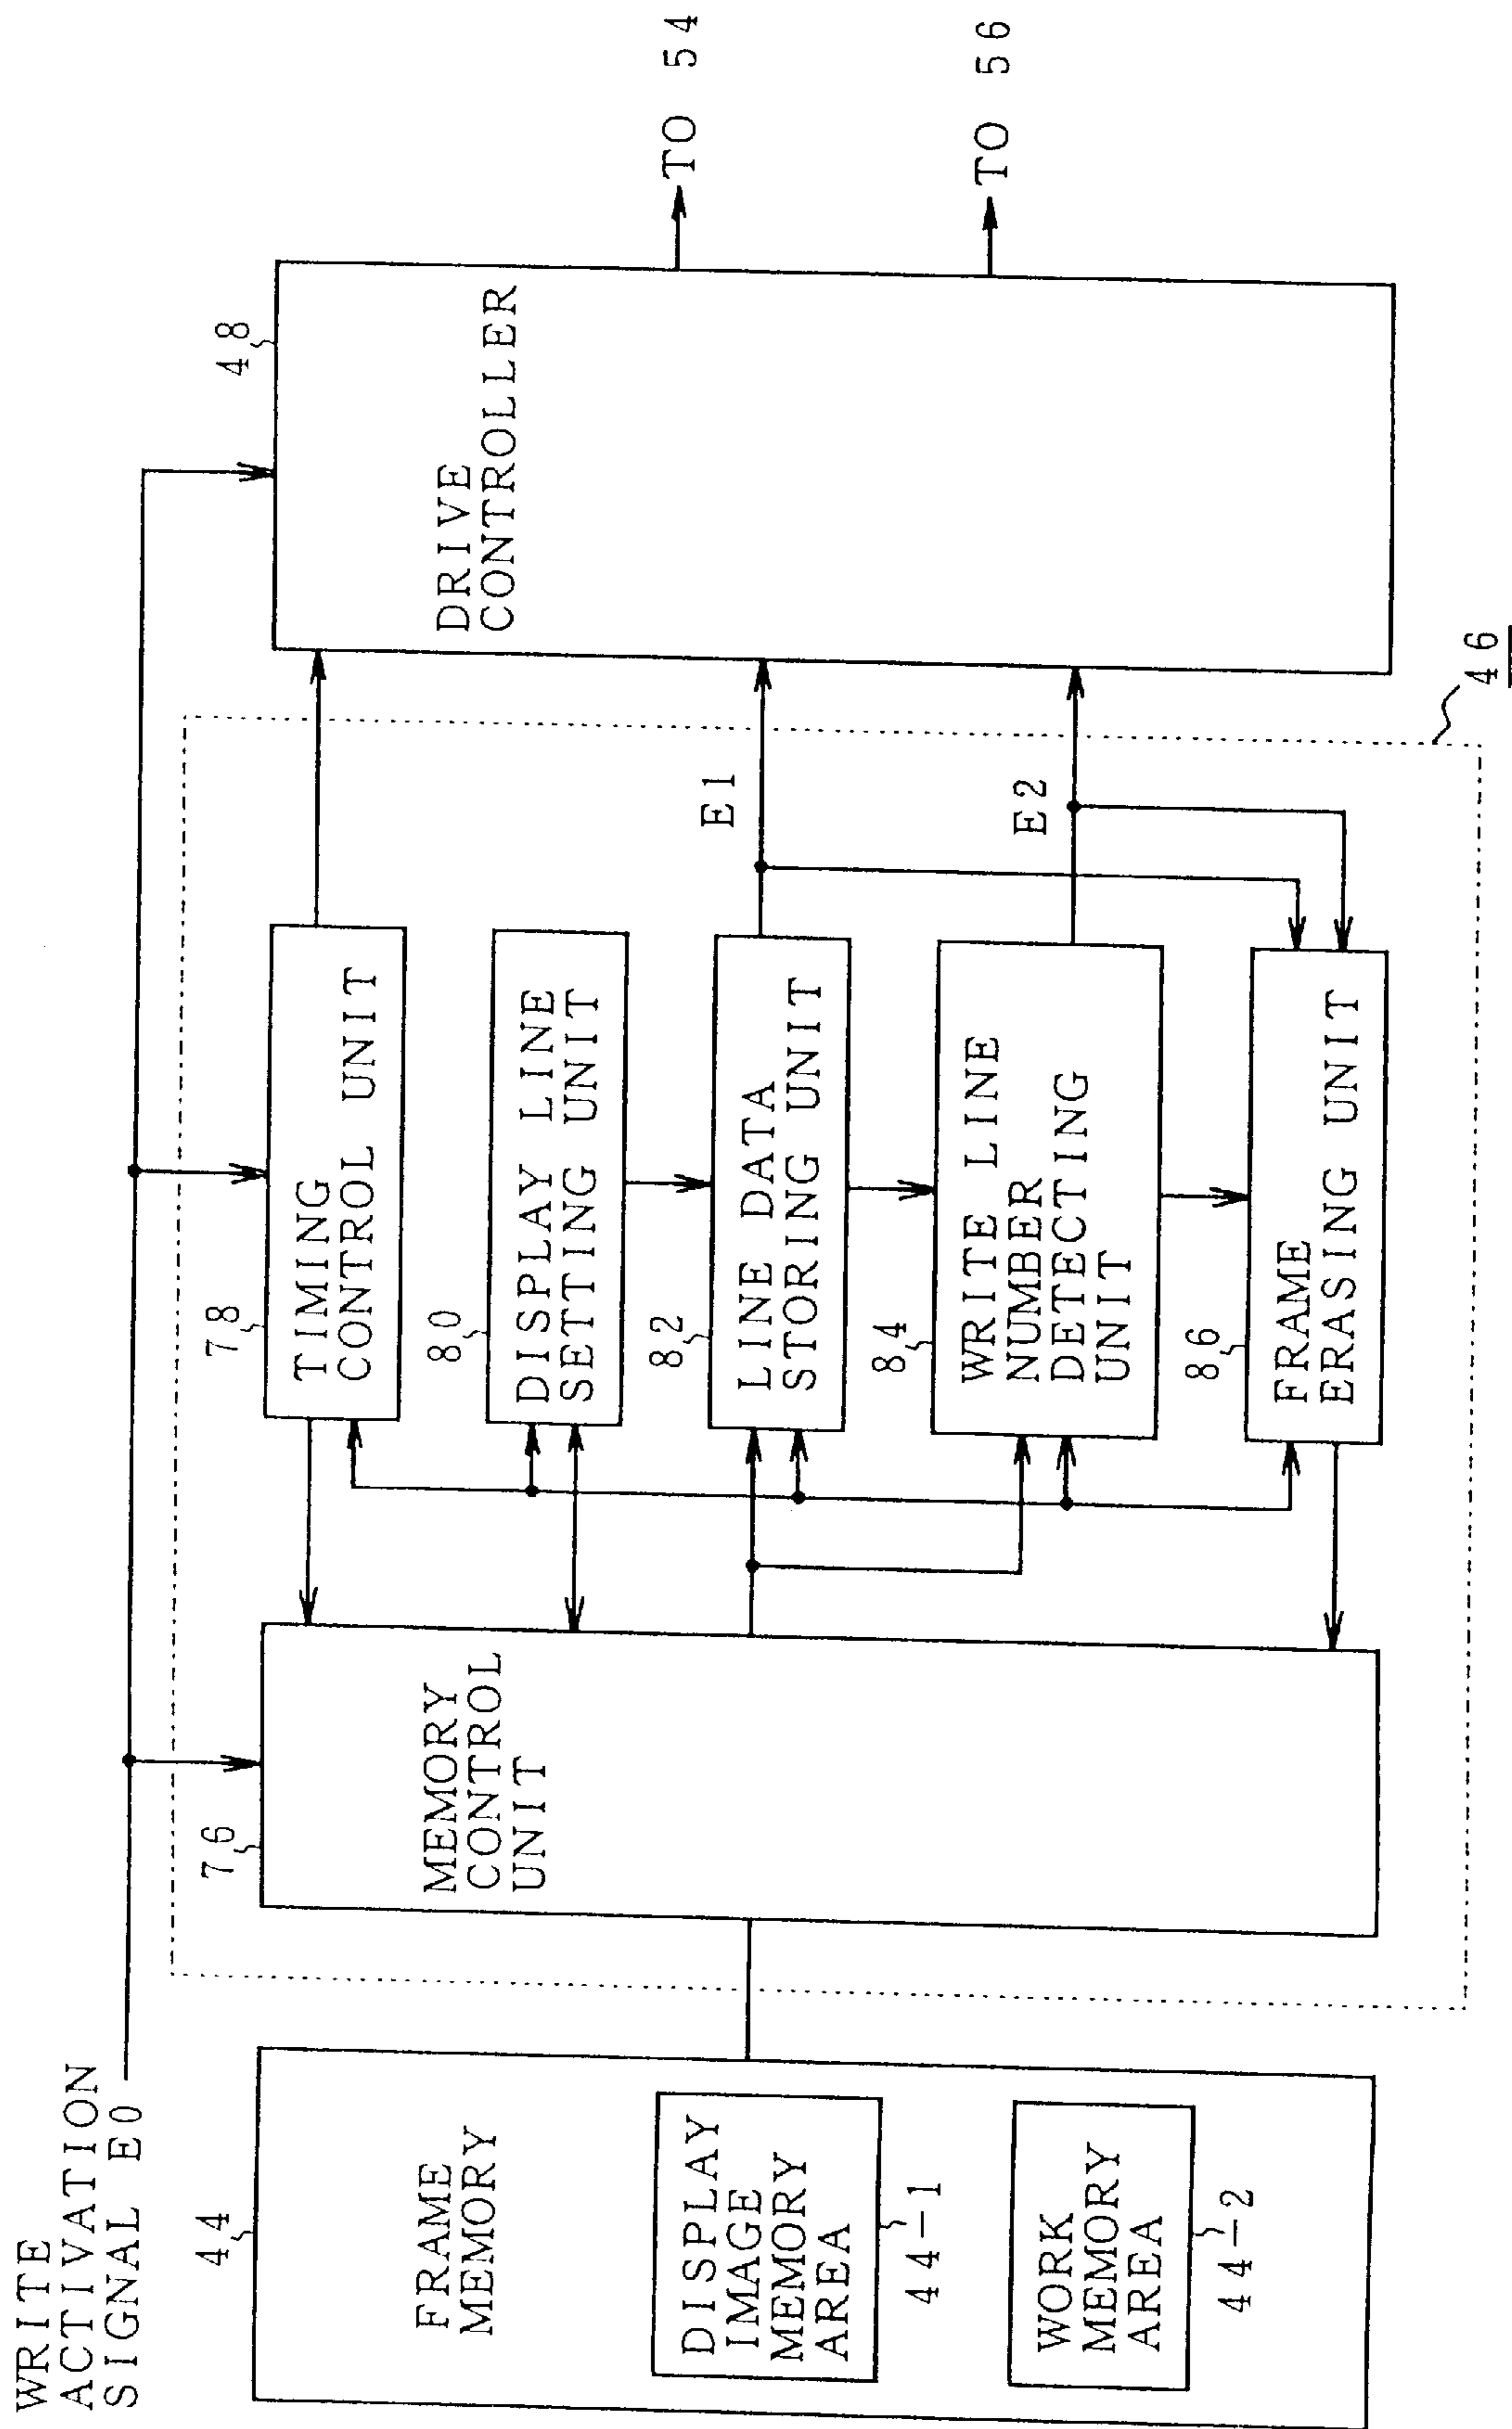 WRITE
ACTIVATION
SIGNAL E0
44
FRAME
MEMORY
DISPLAY
IMAGE
MEMORY
AREA
44-1
WORK
MEMORY
AREA
44-2
76
MEMORY
CONTROL
UNIT
78
TIMING
CONTROL UNIT
80
DISPLAY LINE
SETTING UNIT
82
LINE DATA
STORING UNIT
84
WRITE LINE
NUMBER
DETECTING
UNIT
86
FRAME
ERASING UNIT
E1
E2
46
48
DRIVE
CONTROLLER
TO 54
TO 56